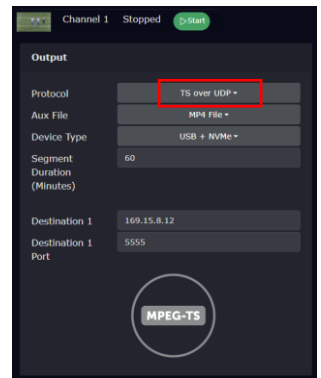 Channel 1 Stopped Start
Output
Protocol TS over UDP
Aux File MP4 File
Device Type USB + NVMe
Segment 60
Duration
(Minutes)
Destination 1 169.15.8.12
Destination 1 5555
Port
MPEG-TS